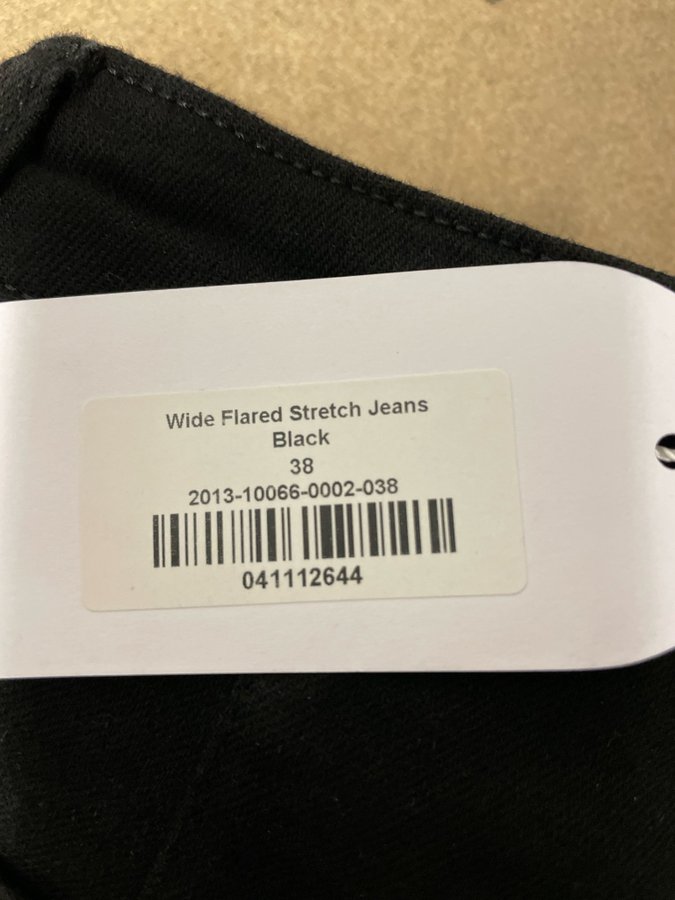 Wide Flared Stretch Jeans
Black
38
2013-10066-0002-038
041112644